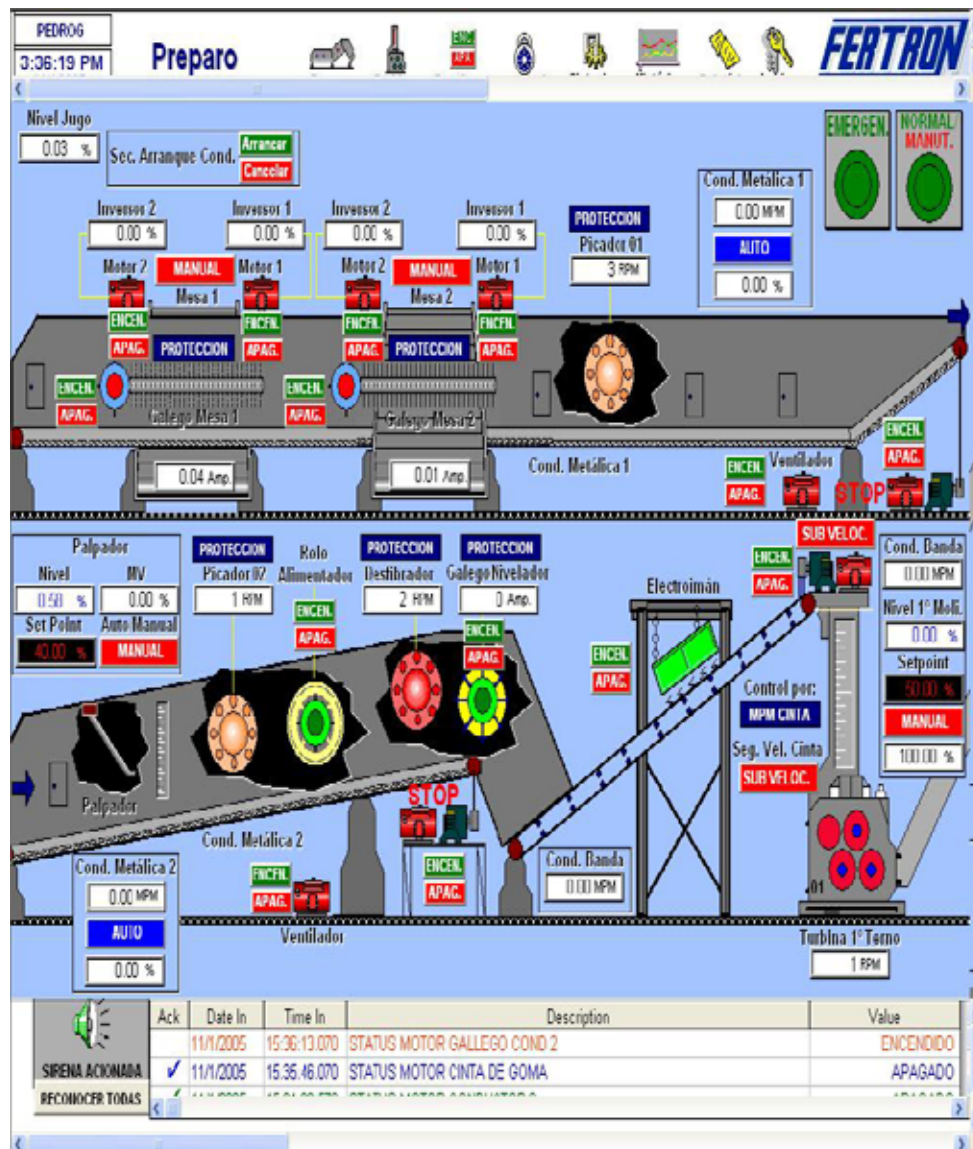 PEDROG
3:36:19 PM
Preparo
FERTRON
Nivel Jugo
0.03 %
Sec. Arranque Cond.
Arrancar
Cancelar
EMERGEN.
NORMAL/
MANUT.
Cond. Metálica 1
0.00 MPM
AUTO
0.00 %
Inversor 2
0.00 %
Inversor 1
0.00 %
Inversor 2
0.00 %
Inversor 1
0.00 %
PROTECCION
Picador 01
3 RPM
Motor 2
MANUAL
Motor 1
Mesa 1
Motor 2
MANUAL
Motor 1
Mesa 2
ENCEN.
APAG.
PROTECCION
ENCEN.
APAG.
ENCEN.
APAG.
PROTECCION
ENCEN.
APAG.
ENCEN.
APAG.
Galego Mesa 1
ENCEN.
APAG.
Galego Mesa 2
0.04 Amp.
0.01 Amp.
Cond. Metálica 1
ENCEN.
APAG.
Ventilador
STOP
ENCEN.
APAG.
Palpador
Nivel
MV
0.58 %
0.00 %
Set Point
Auto Manual
40.00 %
MANUAL
PROTECCION
Picador 02
1 RPM
Rolo
Alimentador
ENCEN.
APAG.
PROTECCION
Desfibrador
2 RPM
PROTECCION
Galego Nivelador
0 Amp.
ENCEN.
APAG.
Electroimán
ENCEN.
APAG.
SUB VELOC.
ENCEN.
APAG.
Cond. Banda
0.00 MPM
Nivel 1º Moli.
0.00 %
Setpoint
50.00 %
MANUAL
100.00 %
Control por:
MPM CINTA
Seg. Vel. Cinta
SUB VELOC.
Palpador
Cond. Metálica 2
STOP
ENCEN.
APAG.
Cond. Metálica 2
0.00 MPM
AUTO
0.00 %
ENCEN.
APAG.
Ventilador
Cond. Banda
0.00 MPM
01
Turbina 1º Terno
1 RPM
SIRENA ACIONADA
RECONOCER TODAS
Ack Date In Time In Description Value
11/1/2005 15:36:13.070 STATUS MOTOR GALLEGO COND 2 ENCENDIDO
11/1/2005 15:35:46.070 STATUS MOTOR CINTA DE GOMA APAGADO